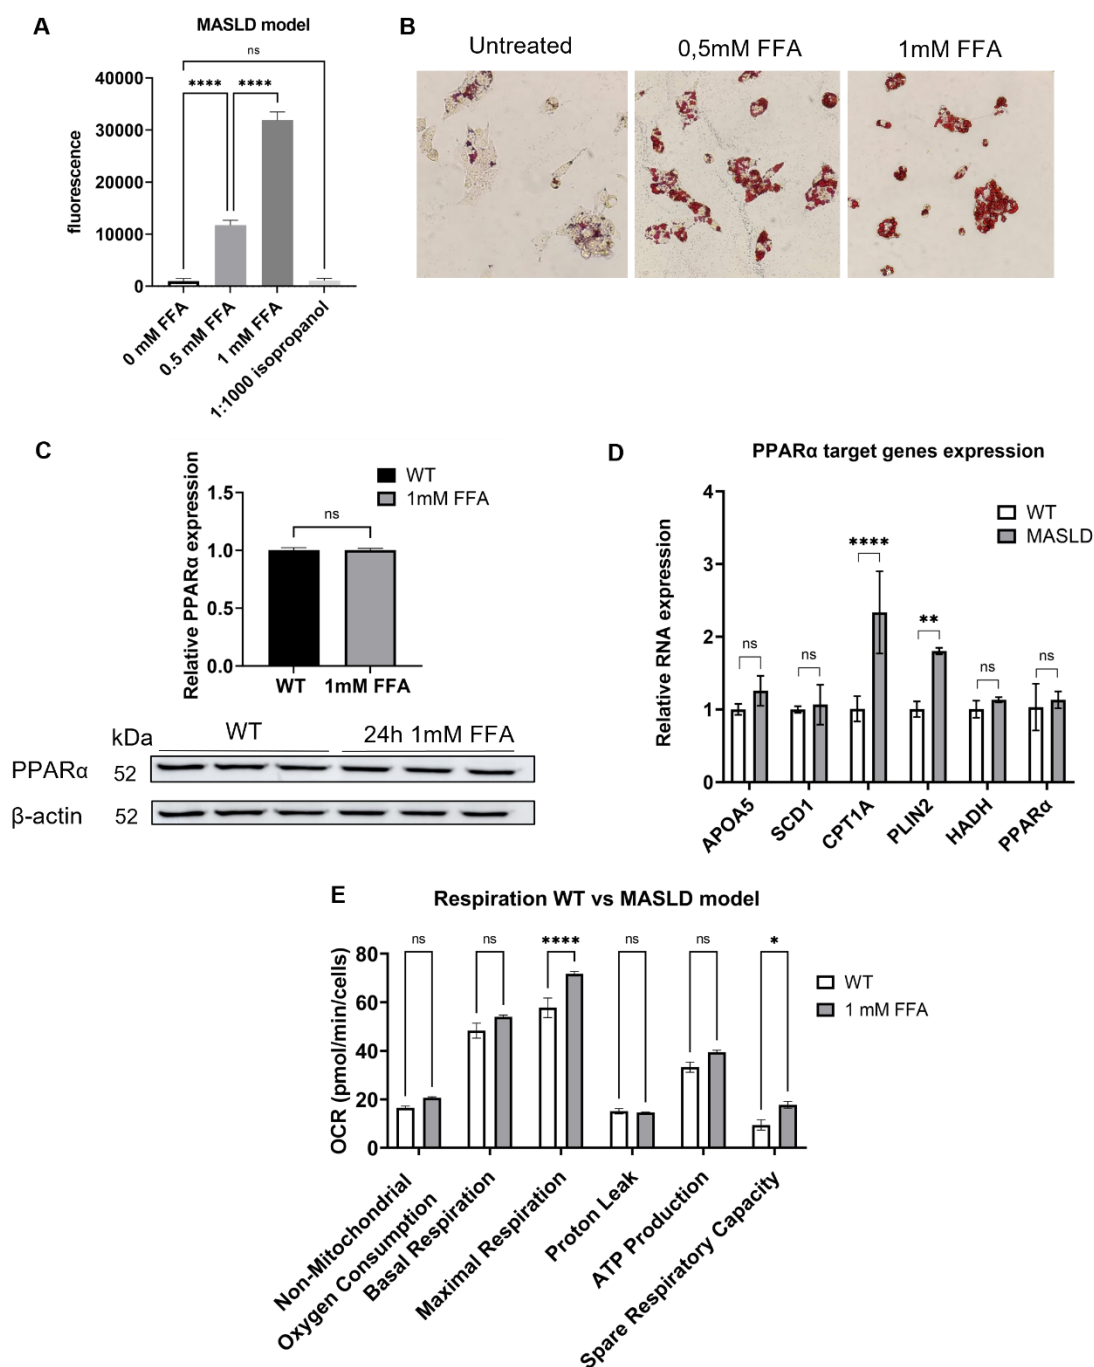 A
MASLD model
ns
**** ****
fluorescence
40000
30000
20000
10000
0
0 mM FFA
0.5 mM FFA
1 mM FFA
1:1000 isopropanol
B
Untreated
0,5mM FFA
1mM FFA
C
Relative PPARα expression
WT
1mM FFA
ns
1.5
1.0
0.5
0.0
WT
1mM FFA
kDa
WT
24h 1mM FFA
PPARα 52
β-actin 52
D
PPARα target genes expression
Relative RNA expression
WT
MASLD
4
3
2
1
0
ns
ns
****
**
ns
ns
APOA5
SCD1
CPT1A
PLIN2
HADH
PPARα
E
Respiration WT vs MASLD model
OCR (pmol/min/cells)
80
60
40
20
0
ns
ns
****
ns
ns
*
WT
1 mM FFA
Non-Mitochondrial
Oxygen Consumption
Basal Respiration
Maximal Respiration
Proton Leak
ATP Production
Spare Respiratory Capacity